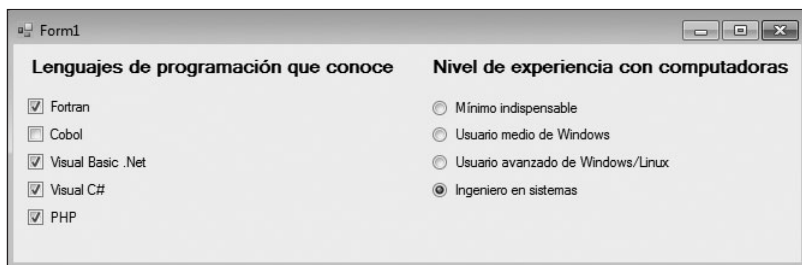 Form1
Lenguajes de programación que conoce
Fortran
Cobol
Visual Basic .Net
Visual C#
PHP
Nivel de experiencia con computadoras
Mínimo indispensable
Usuario medio de Windows
Usuario avanzado de Windows/Linux
Ingeniero en sistemas